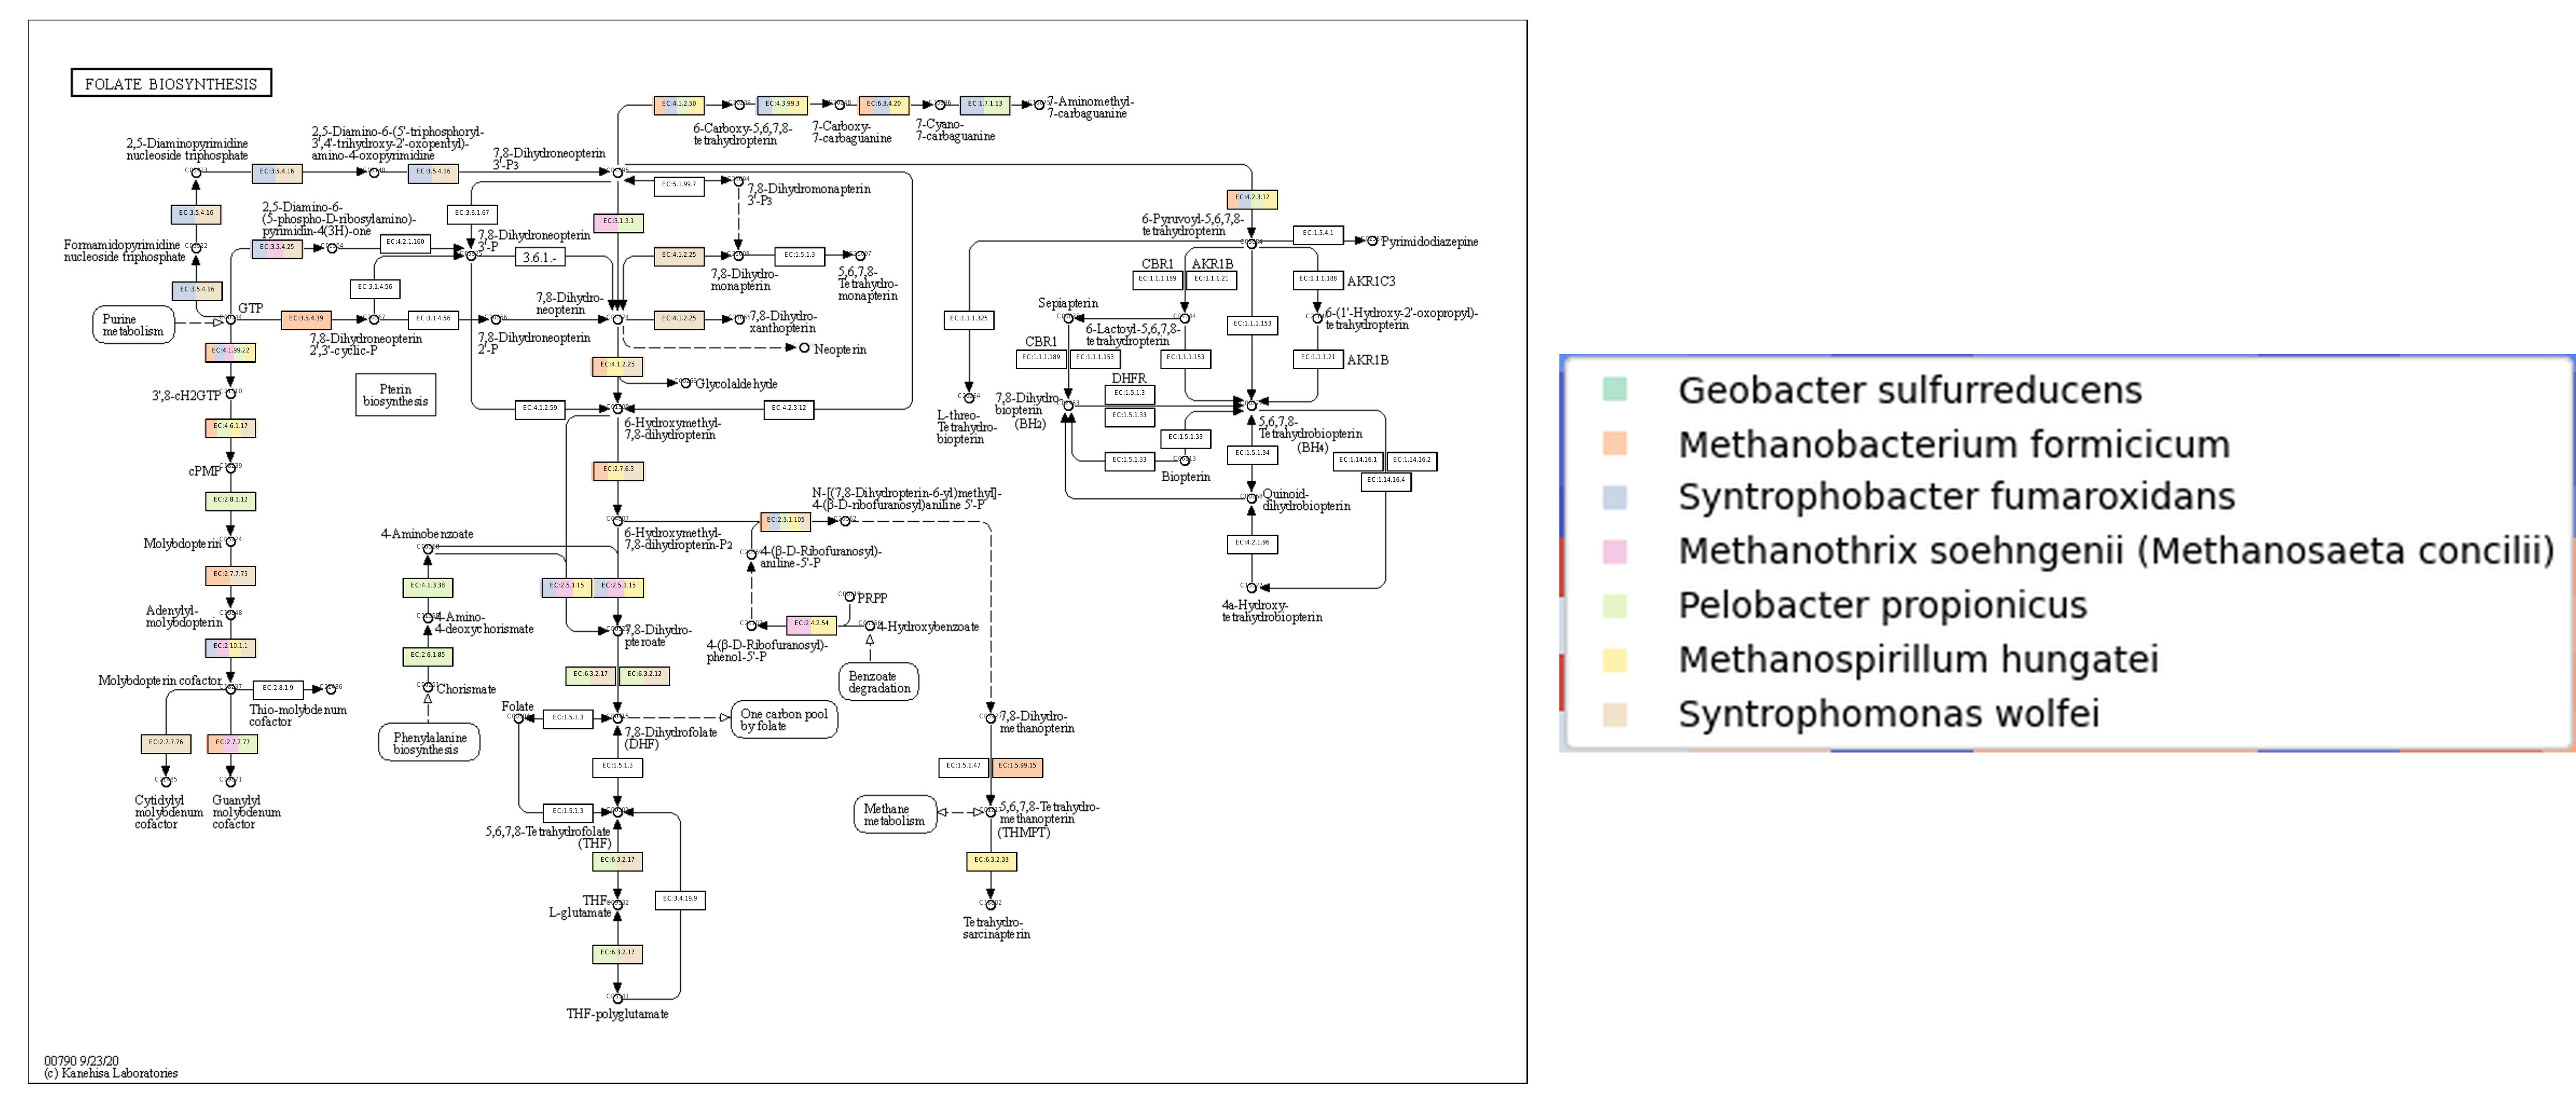 FOLATE BIOSYNTHESIS
EC:4.1.2.50
EC:4.3.99.3
EC:6.3.4.20
EC:1.7.1.13
7-Aminomethyl-
7-carbaguanine
6-Carboxy-5,6,7,8-
tetrahydropterin
7-Carboxy-
7-carbaguanine
7-Cyano-
7-carbaguanine
2,5-Diaminopyrimidine
nucleoside triphosphate
2,5-Diamino-6-(5'-triphosphoryl-
3',4'-trihydroxy-2'-oxopentyl)-
amino-4-oxopyrimidine
7,8-Dihydroneopterin
3'-P3
EC:3.5.4.16
EC:3.5.4.16
EC:5.1.99.7
7,8-Dihydromonapterin
3'-P3
EC:4.2.3.12
EC:3.5.4.16
2,5-Diamino-6-
(5-phospho-D-ribosylamino)-
pyrimidin-4(3H)-one
EC:3.6.1.67
EC:3.1.3.1
6-Pyruvoyl-5,6,7,8-
tetrahydropterin
EC:1.5.4.1
Pyrimidodiazepine
Formamidopyrimidine
nucleoside triphosphate
EC:3.5.4.25
EC:4.2.1.160
7,8-Dihydroneopterin
3'-P
3.6.1.-
EC:4.1.2.25
EC:1.5.1.3
7,8-Dihydro-
monapterin
5,6,7,8-
Tetrahydro-
monapterin
CBR1
AKR1B
EC:1.1.1.189
EC:1.1.1.21
EC:1.1.1.188
AKR1C3
EC:3.5.4.16
EC:3.1.4.56
Purine
metabolism
GTP
EC:3.5.4.39
EC:3.1.4.56
7,8-Dihydro-
neopterin
EC:4.1.2.25
7,8-Dihydro-
xanthopterin
7,8-Dihydroneopterin
2',3'-cyclic-P
7,8-Dihydroneopterin
2'-P
Neopterin
EC:1.1.1.325
Sepiapterin
6-Lactoyl-5,6,7,8-
tetrahydropterin
EC:1.1.1.153
6-(1'-Hydroxy-2'-oxopropyl)-
tetrahydropterin
EC:4.1.99.22
EC:4.1.2.25
Glycolaldehyde
CBR1
EC:1.1.1.189
EC:1.1.1.153
EC:1.1.1.153
EC:1.1.1.21
AKR1B
3',8-cH2GTP
Pterin
biosynthesis
EC:4.1.2.59
EC:4.2.3.12
6-Hydroxymethyl-
7,8-dihydropterin
L-threo-
Tetrahydro-
biopterin
7,8-Dihydro-
biopterin
(BH2)
DHFR
EC:1.5.1.3
EC:1.5.1.33
EC:1.5.1.33
EC:1.5.1.33
Biopterin
5,6,7,8-
Tetrahydrobiopterin
(BH4)
EC:1.5.1.34
EC:1.14.16.1
EC:1.14.16.2
EC:1.14.16.4
EC:4.6.1.17
cPMP
EC:2.8.1.12
EC:2.7.6.3
N-[(7,8-Dihydropterin-6-yl)methyl]-
4-(β-D-ribofuranosyl)aniline 5'-P
Quinoid-
dihydrobiopterin
EC:2.5.1.105
6-Hydroxymethyl-
7,8-dihydropterin-P2
Molybdopterin
4-Aminobenzoate
4-(β-D-Ribofuranosyl)-
aniline-5'-P
EC:4.2.1.96
4a-Hydroxy-
tetrahydrobiopterin
EC:2.7.7.75
EC:4.1.3.38
EC:2.5.1.15
EC:2.5.1.15
PRPP
Adenylyl-
molybdopterin
4-Amino-
4-deoxychorismate
7,8-Dihydro-
pteroate
EC:2.4.2.54
4-Hydroxybenzoate
4-(β-D-Ribofuranosyl)-
phenol-5'-P
EC:2.10.1.1
EC:2.6.1.85
EC:6.3.2.17
EC:6.3.2.12
Benzoate
degradation
Molybdopterin cofactor
EC:2.8.1.9
Thio-molybdenum
cofactor
Chorismate
Folate
EC:1.5.1.3
7,8-Dihydrofolate
(DHF)
One carbon pool
by folate
7,8-Dihydro-
methanopterin
EC:2.7.7.76
EC:2.7.7.77
Phenylalanine
biosynthesis
EC:1.5.1.3
EC:1.5.1.47
EC:1.5.99.15
Cytidylyl
molybdenum
cofactor
Guanylyl
molybdenum
cofactor
EC:1.5.1.3
5,6,7,8-Tetrahydrofolate
(THF)
Methane
metabolism
5,6,7,8-Tetrahydro-
methanopterin
(THMPT)
EC:6.3.2.17
EC:6.3.2.33
THF-
L-glutamate
EC:3.4.19.9
Tetrahydro-
sarcinapterin
EC:6.3.2.17
THF-polyglutamate
00790 9/23/20
(c) Kanehisa Laboratories
Geobacter sulfurreducens
Methanobacterium formicicum
Syntrophobacter fumaroxidans
Methanothrix soehngenii (Methanosaeta concilii)
Pelobacter propionicus
Methanospirillum hungatei
Syntrophomonas wolfei